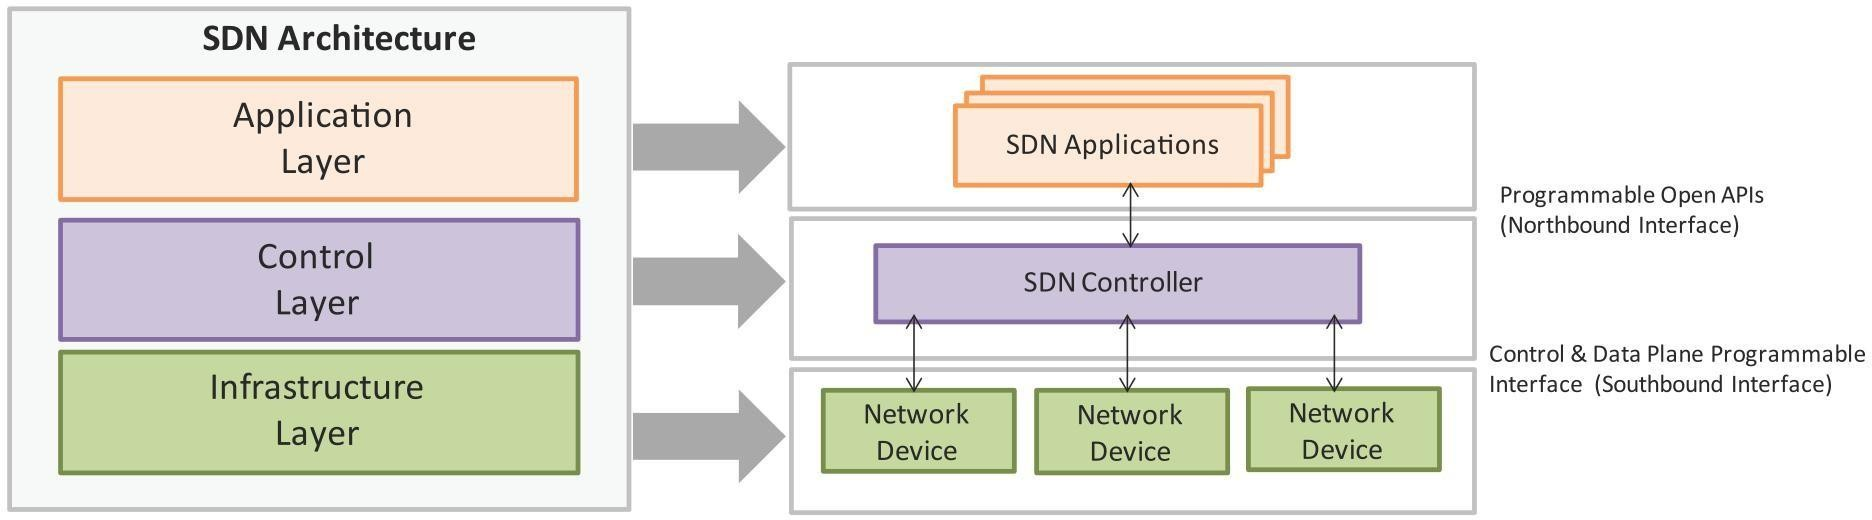 SDN Architecture
Application
Layer
Control
Layer
Infrastructure
Layer
SDN Applications
SDN Controller
Network
Device
Network
Device
Network
Device
Programmable Open APIs
(Northbound Interface)
Control & Data Plane Programmable
Interface (Southbound Interface)